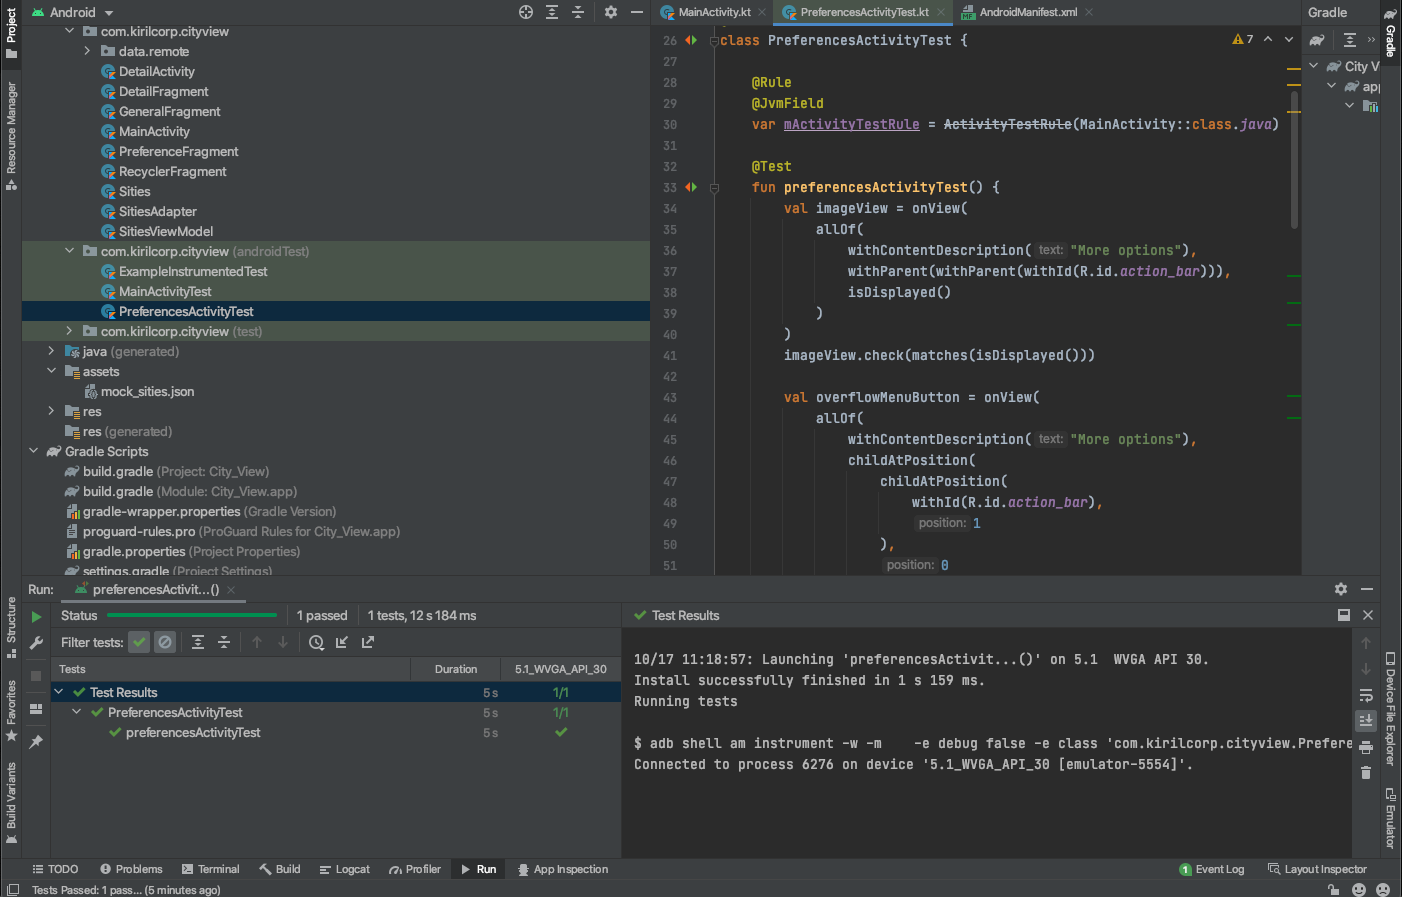 Android
MainActivity.kt
PreferencesActivityTest.kt
AndroidManifest.xml
Gradle
Project
Resource Manager
Structure
Favorites
Build Variants
com.kirilcorp.cityview
data.remote
DetailActivity
DetailFragment
GeneralFragment
MainActivity
PreferenceFragment
RecyclerFragment
Sities
SitiesAdapter
SitiesViewModel
com.kirilcorp.cityview (androidTest)
ExampleInstrumentedTest
MainActivityTest
PreferencesActivityTest
com.kirilcorp.cityview (test)
java (generated)
assets
mock_sities.json
res
res (generated)
Gradle Scripts
build.gradle (Project: City_View)
build.gradle (Module: City_View.app)
gradle-wrapper.properties (Gradle Version)
proguard-rules.pro (ProGuard Rules for City_View.app)
gradle.properties (Project Properties)
settings.gradle (Project Settings)
26 class PreferencesActivityTest {
7
27
28 @Rule
29 @JvmField
30 var mActivityTestRule = ActivityTestRule(MainActivity::class.java)
31
32 @Test
33 fun preferencesActivityTest() {
34 val imageView = onView(
35 allOf(
36 withContentDescription( text: "More options"),
37 withParent(withParent(withId(R.id.action_bar))),
38 isDisplayed()
39 )
40 )
41 imageView.check(matches(isDisplayed()))
42
43 val overflowMenuButton = onView(
44 allOf(
45 withContentDescription( text: "More options"),
46 childAtPosition(
47 childAtPosition(
48 withId(R.id.action_bar),
49 position: 1
50 ),
51 position: 0
City V
app
Gradle
Device File Explorer
Emulator
Run: preferencesActivit...()
Status 1 passed 1 tests, 12 s 184 ms
Filter tests:
Tests Duration 5.1_WVGA_API_30
Test Results 5 s 1/1
PreferencesActivityTest 5 s 1/1
preferencesActivityTest 5 s
Test Results
10/17 11:18:57: Launching 'preferencesActivit...()' on 5.1  WVGA API 30.
Install successfully finished in 1 s 159 ms.
Running tests
$ adb shell am instrument -w -m    -e debug false -e class 'com.kirilcorp.cityview.Prefere
Connected to process 6276 on device '5.1_WVGA_API_30 [emulator-5554]'.
TODO Problems Terminal Build Logcat Profiler Run App Inspection 1 Event Log Layout Inspector
Tests Passed: 1 pass... (5 minutes ago)